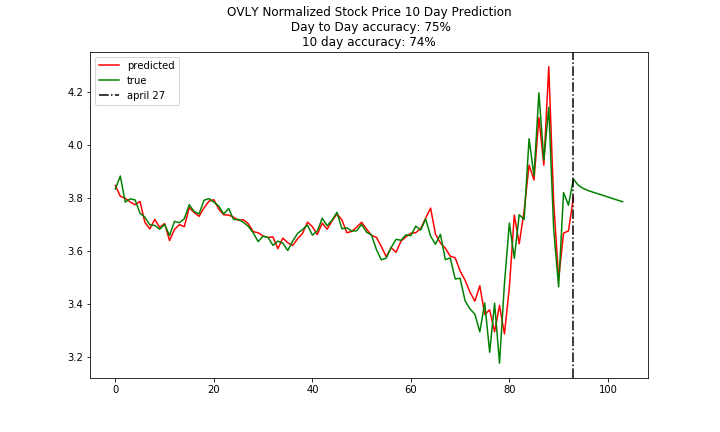 OVLY Normalized Stock Price 10 Day Prediction
Day to Day accuracy: 75%
10 day accuracy: 74%
predicted
true
april 27
4.2
4.0
3.8
3.6
3.4
3.2
0 20 40 60 80 100